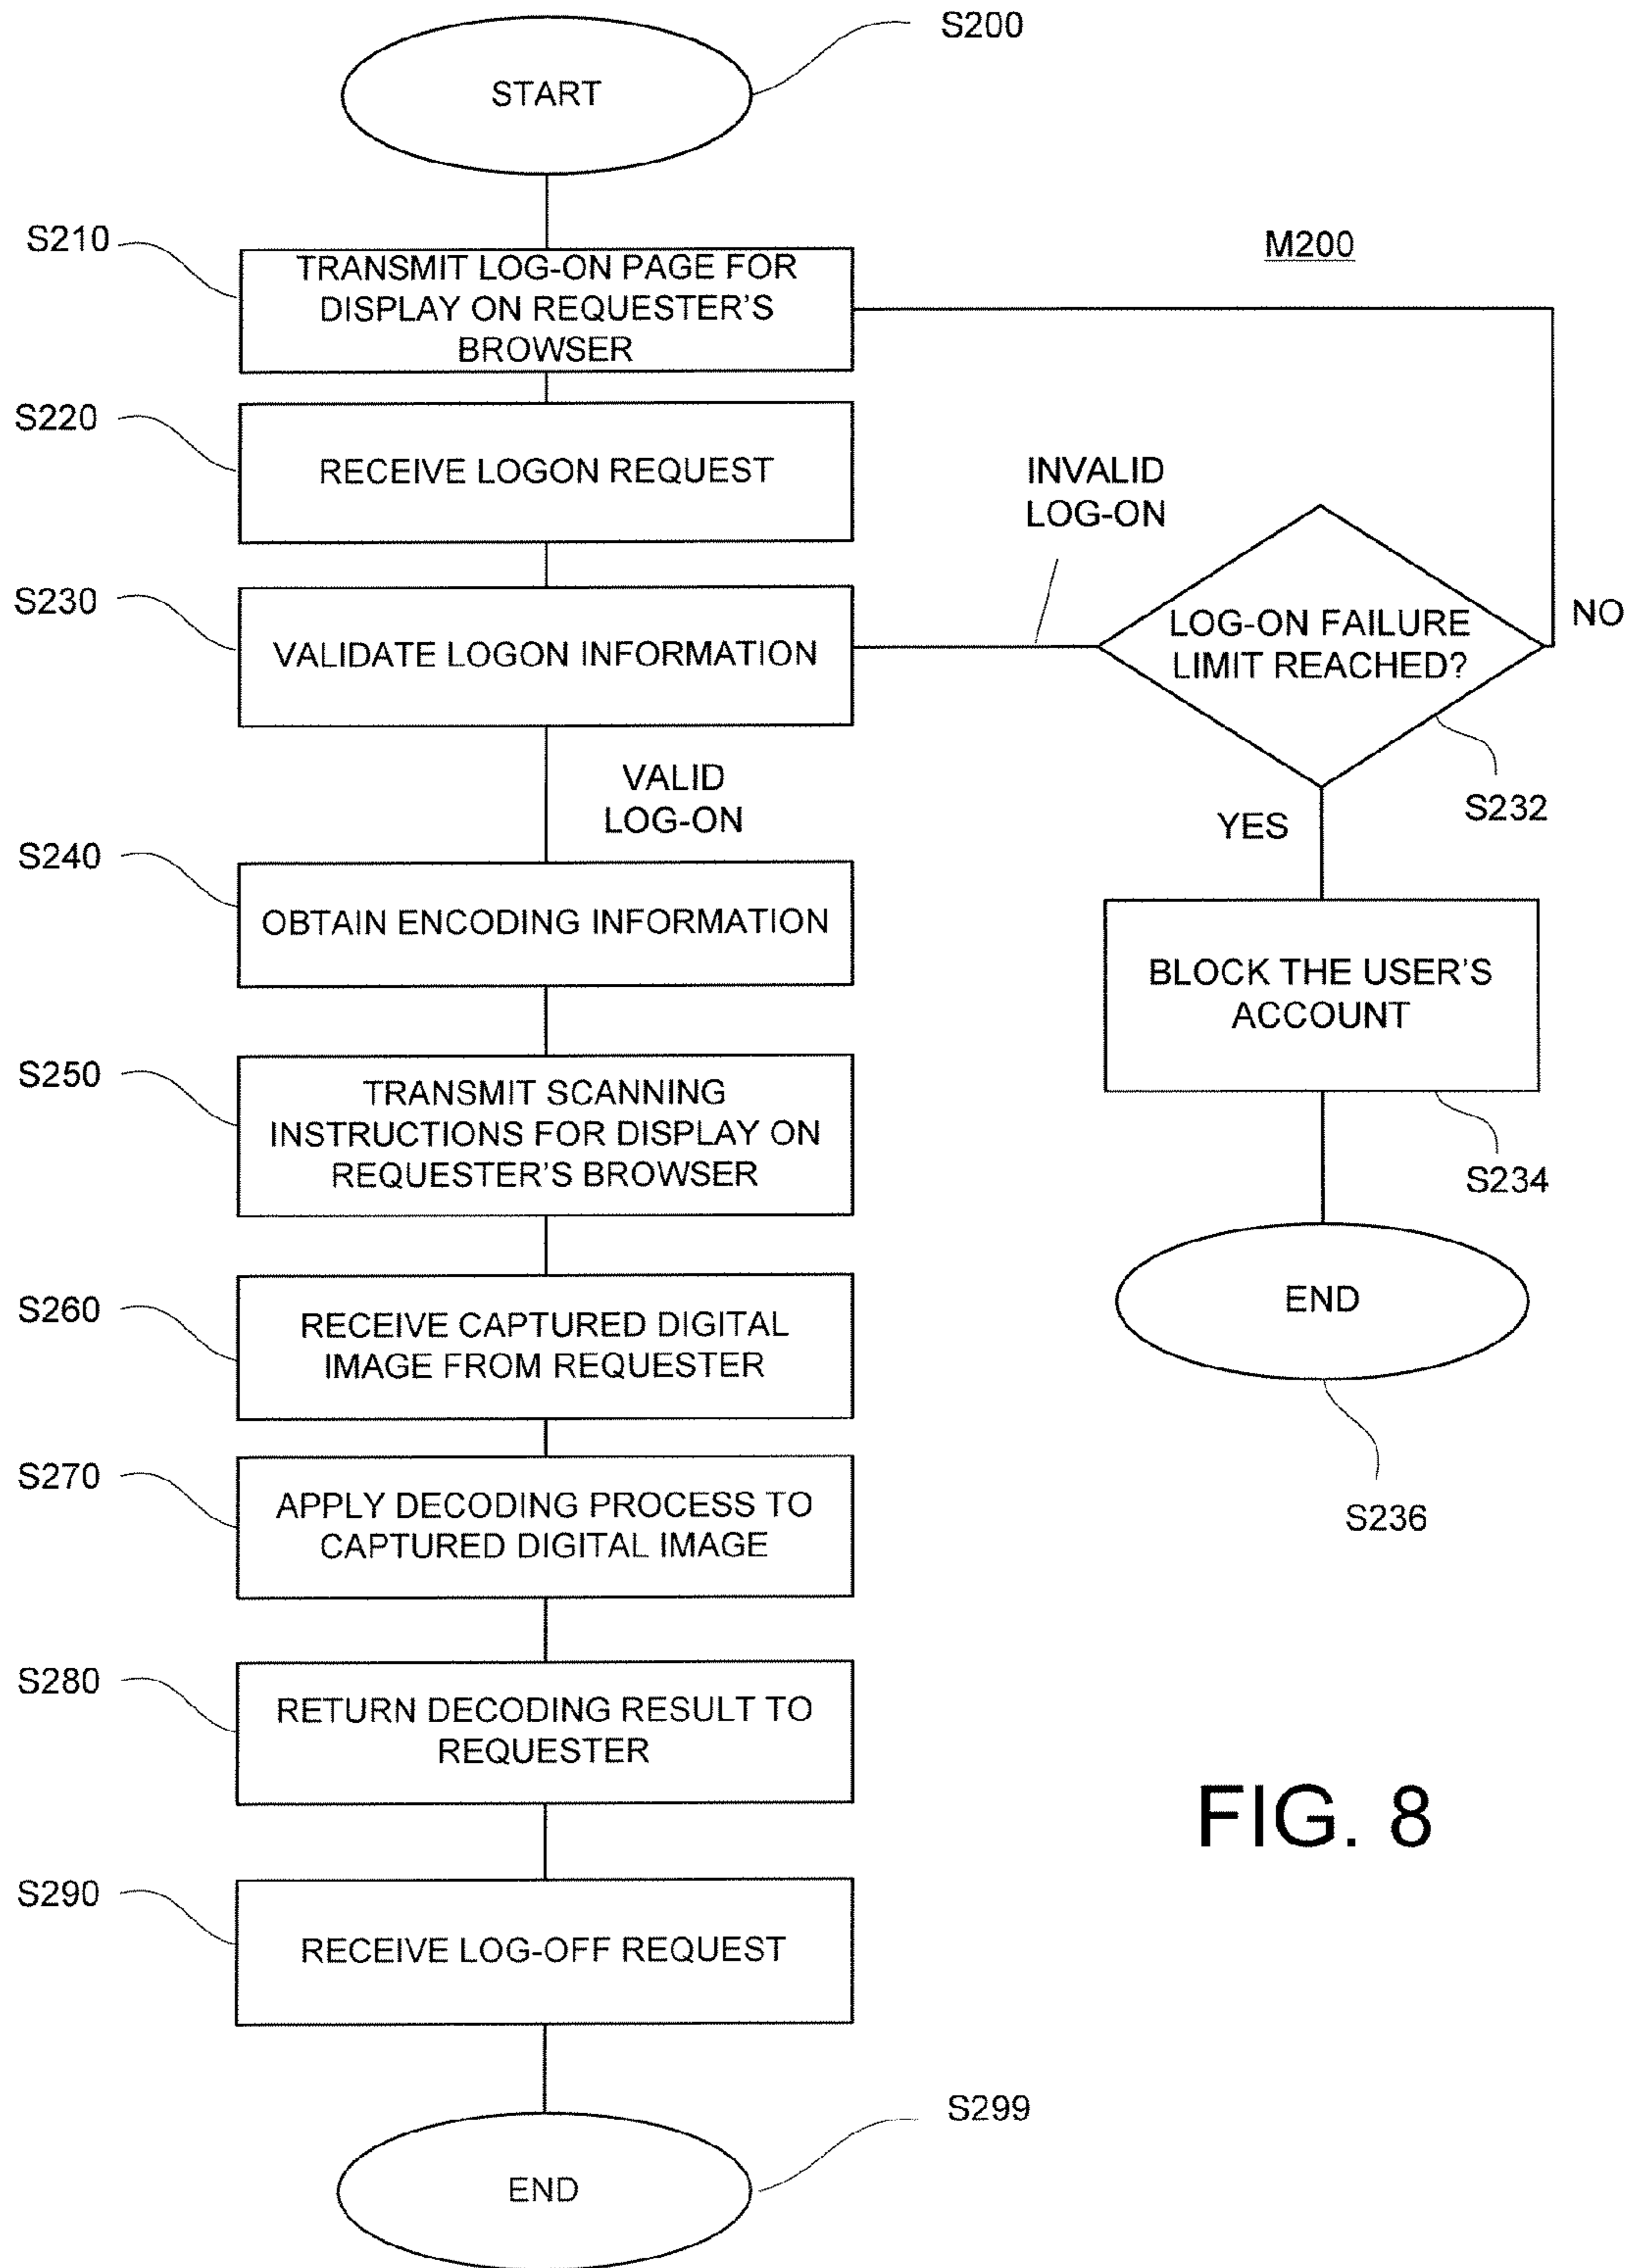 S200
START
S210
TRANSMIT LOG-ON PAGE FOR
DISPLAY ON REQUESTER'S
BROWSER
M200
S220
RECEIVE LOGON REQUEST
INVALID
LOG-ON
S230
VALIDATE LOGON INFORMATION
LOG-ON FAILURE
LIMIT REACHED?
NO
S232
VALID
LOG-ON
YES
S240
OBTAIN ENCODING INFORMATION
BLOCK THE USER'S
ACCOUNT
S234
S250
TRANSMIT SCANNING
INSTRUCTIONS FOR DISPLAY ON
REQUESTER'S BROWSER
END
S236
S260
RECEIVE CAPTURED DIGITAL
IMAGE FROM REQUESTER
S270
APPLY DECODING PROCESS TO
CAPTURED DIGITAL IMAGE
S280
RETURN DECODING RESULT TO
REQUESTER
FIG. 8
S290
RECEIVE LOG-OFF REQUEST
S299
END